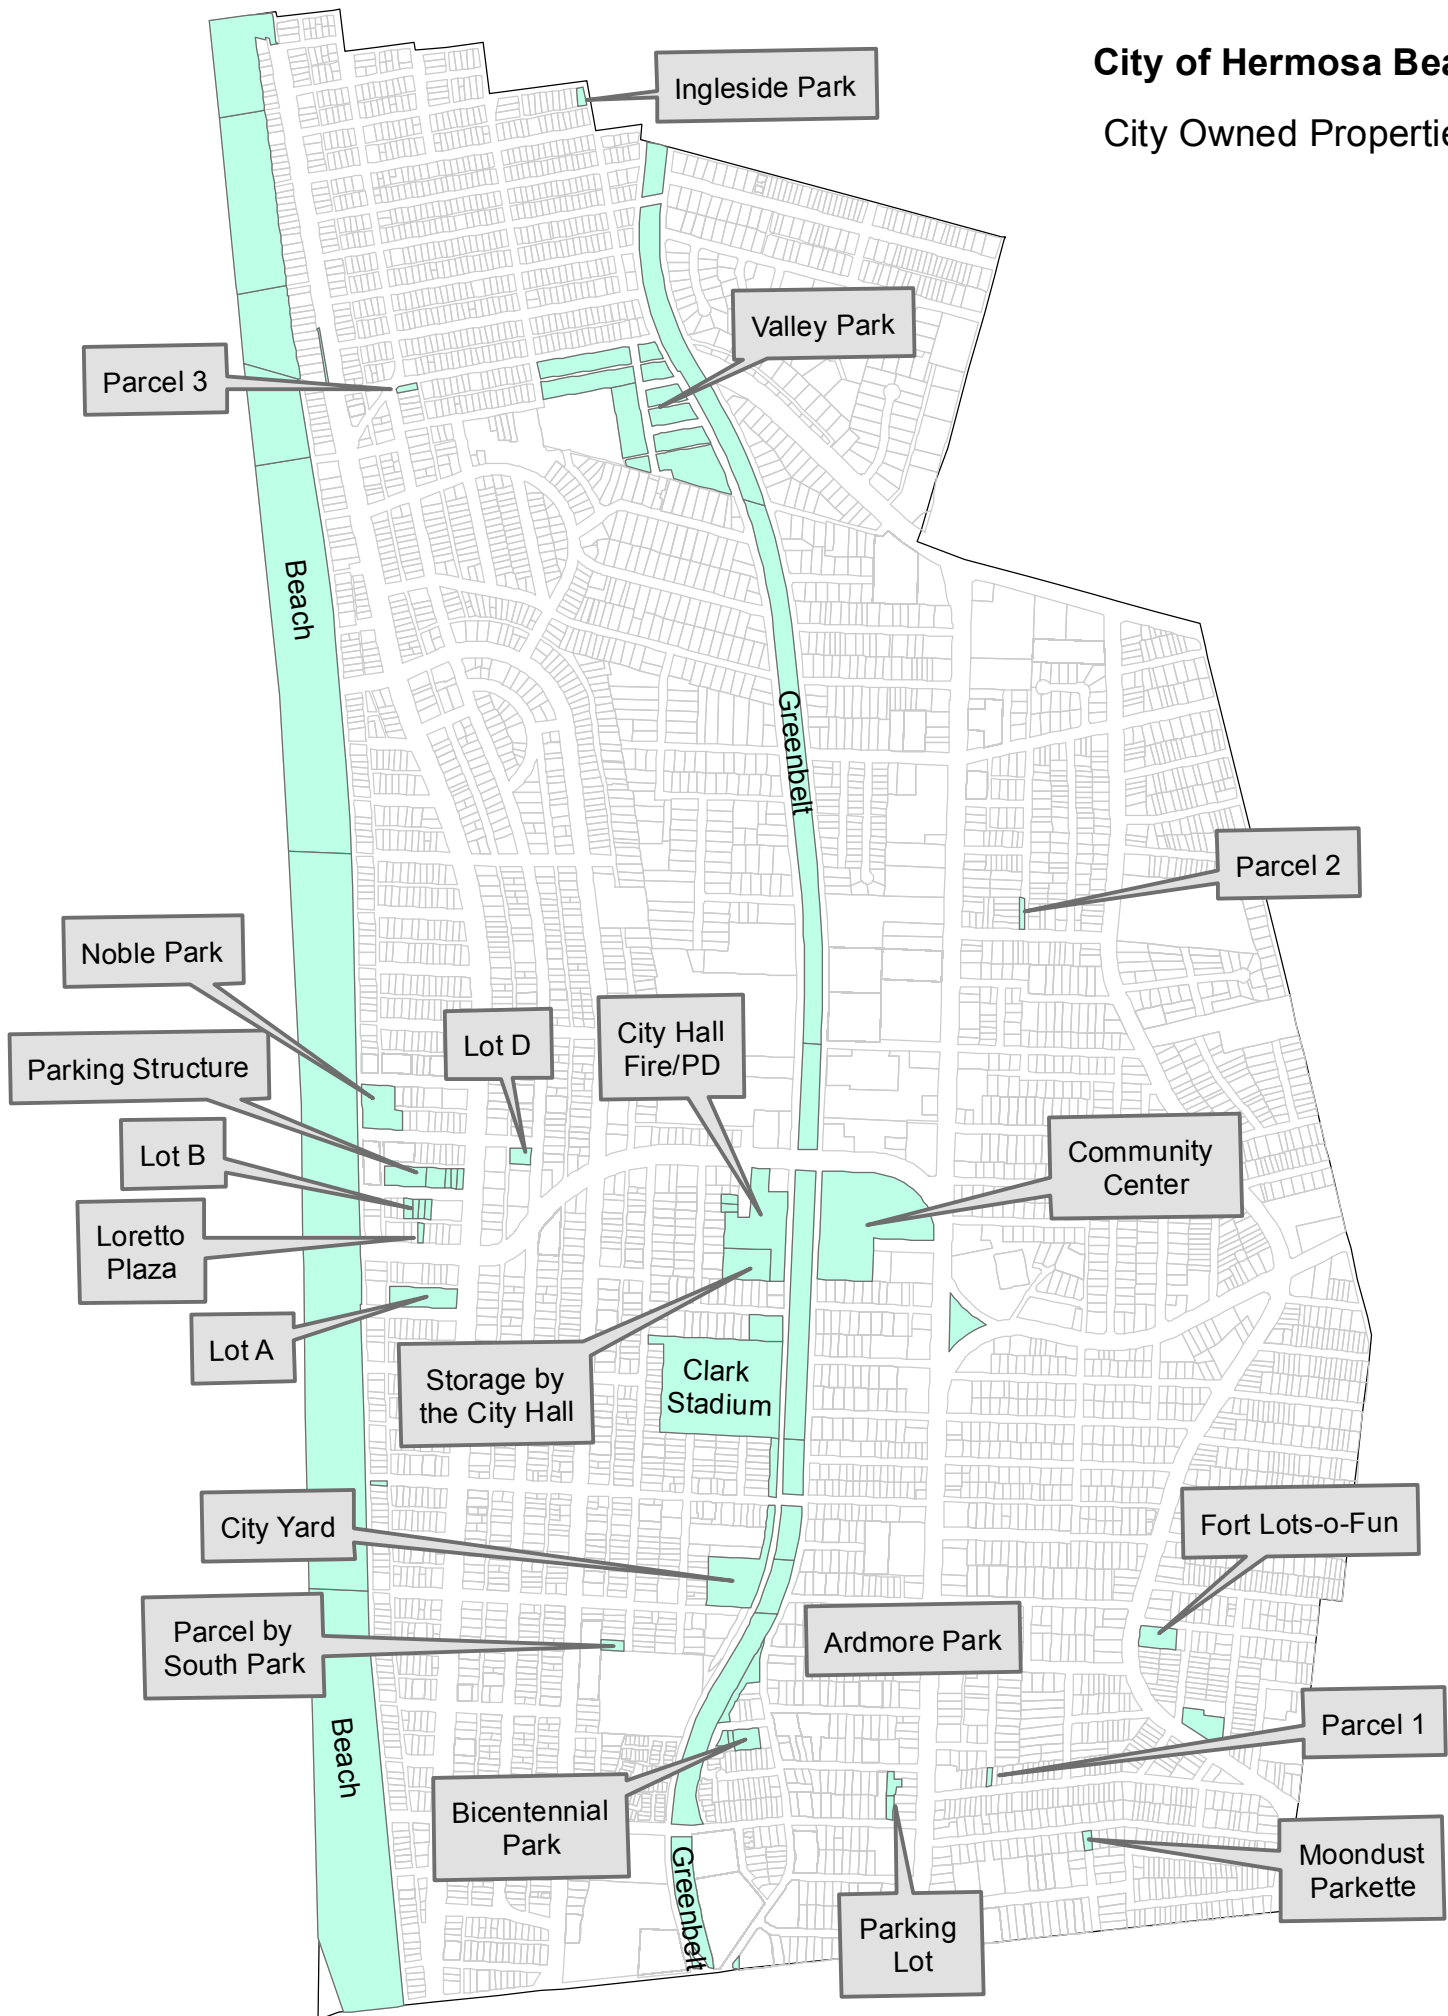 City of Hermosa Bea
City Owned Propertie
Ingleside Park
Valley Park
Parcel 3
Beach
Greenbelt
Parcel 2
Noble Park
Lot D
City Hall
Fire/PD
Parking Structure
Community
Center
Lot B
Loretto
Plaza
Lot A
Storage by
the City Hall
Clark
Stadium
City Yard
Fort Lots-o-Fun
Parcel by
South Park
Ardmore Park
Parcel 1
Beach
Bicentennial
Park
Greenbelt
Moondust
Parkette
Parking
Lot